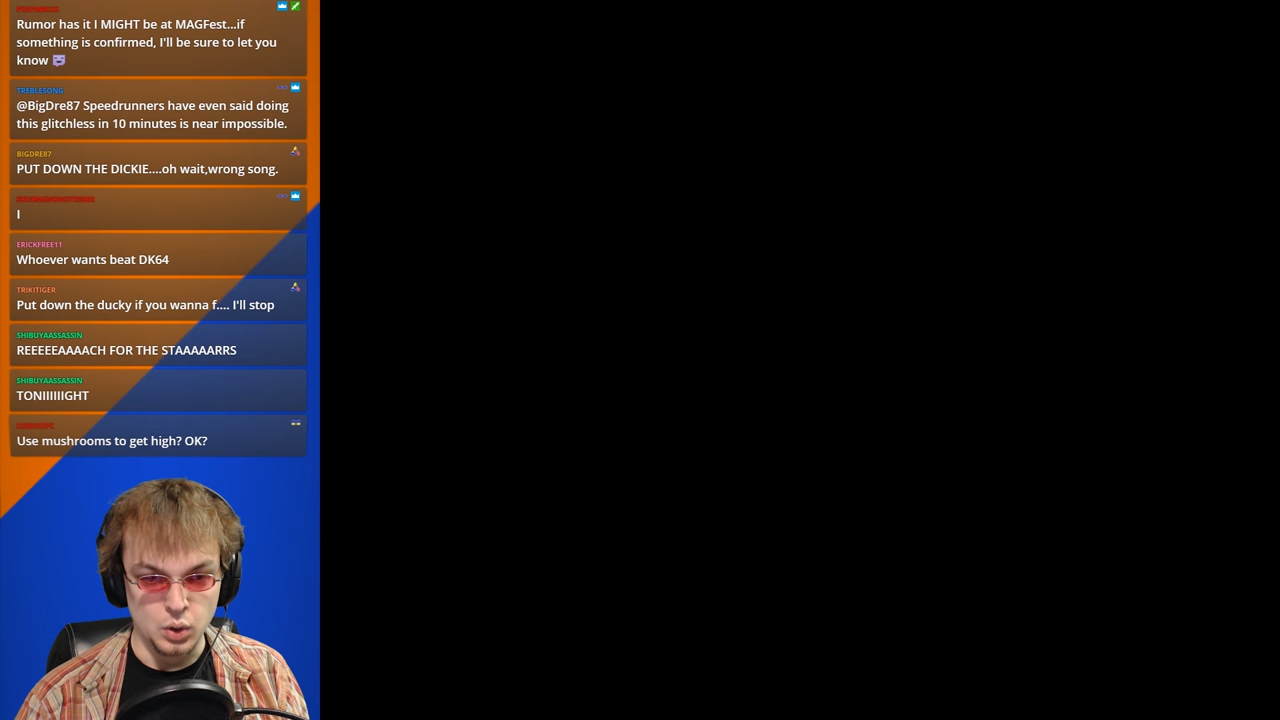 Rumor has it I MIGHT be at MAGFest...if
something is confirmed, I'll be sure to let you
know
TREBLESONG
@BigDre87 Speedrunners have even said doing
this glitchless in 10 minutes is near impossible.
BIGDRE87
PUT DOWN THE DICKIE....oh wait,wrong song.
I
ERICKFREE11
Whoever wants beat DK64
TRIKITIGER
Put down the ducky if you wanna f.... I'll stop
SHIBUYAASSASSIN
REEEEEAAAACH FOR THE STAAAAARRS
SHIBUYAASSASSIN
TONIIIIIIGHT
Use mushrooms to get high? OK?